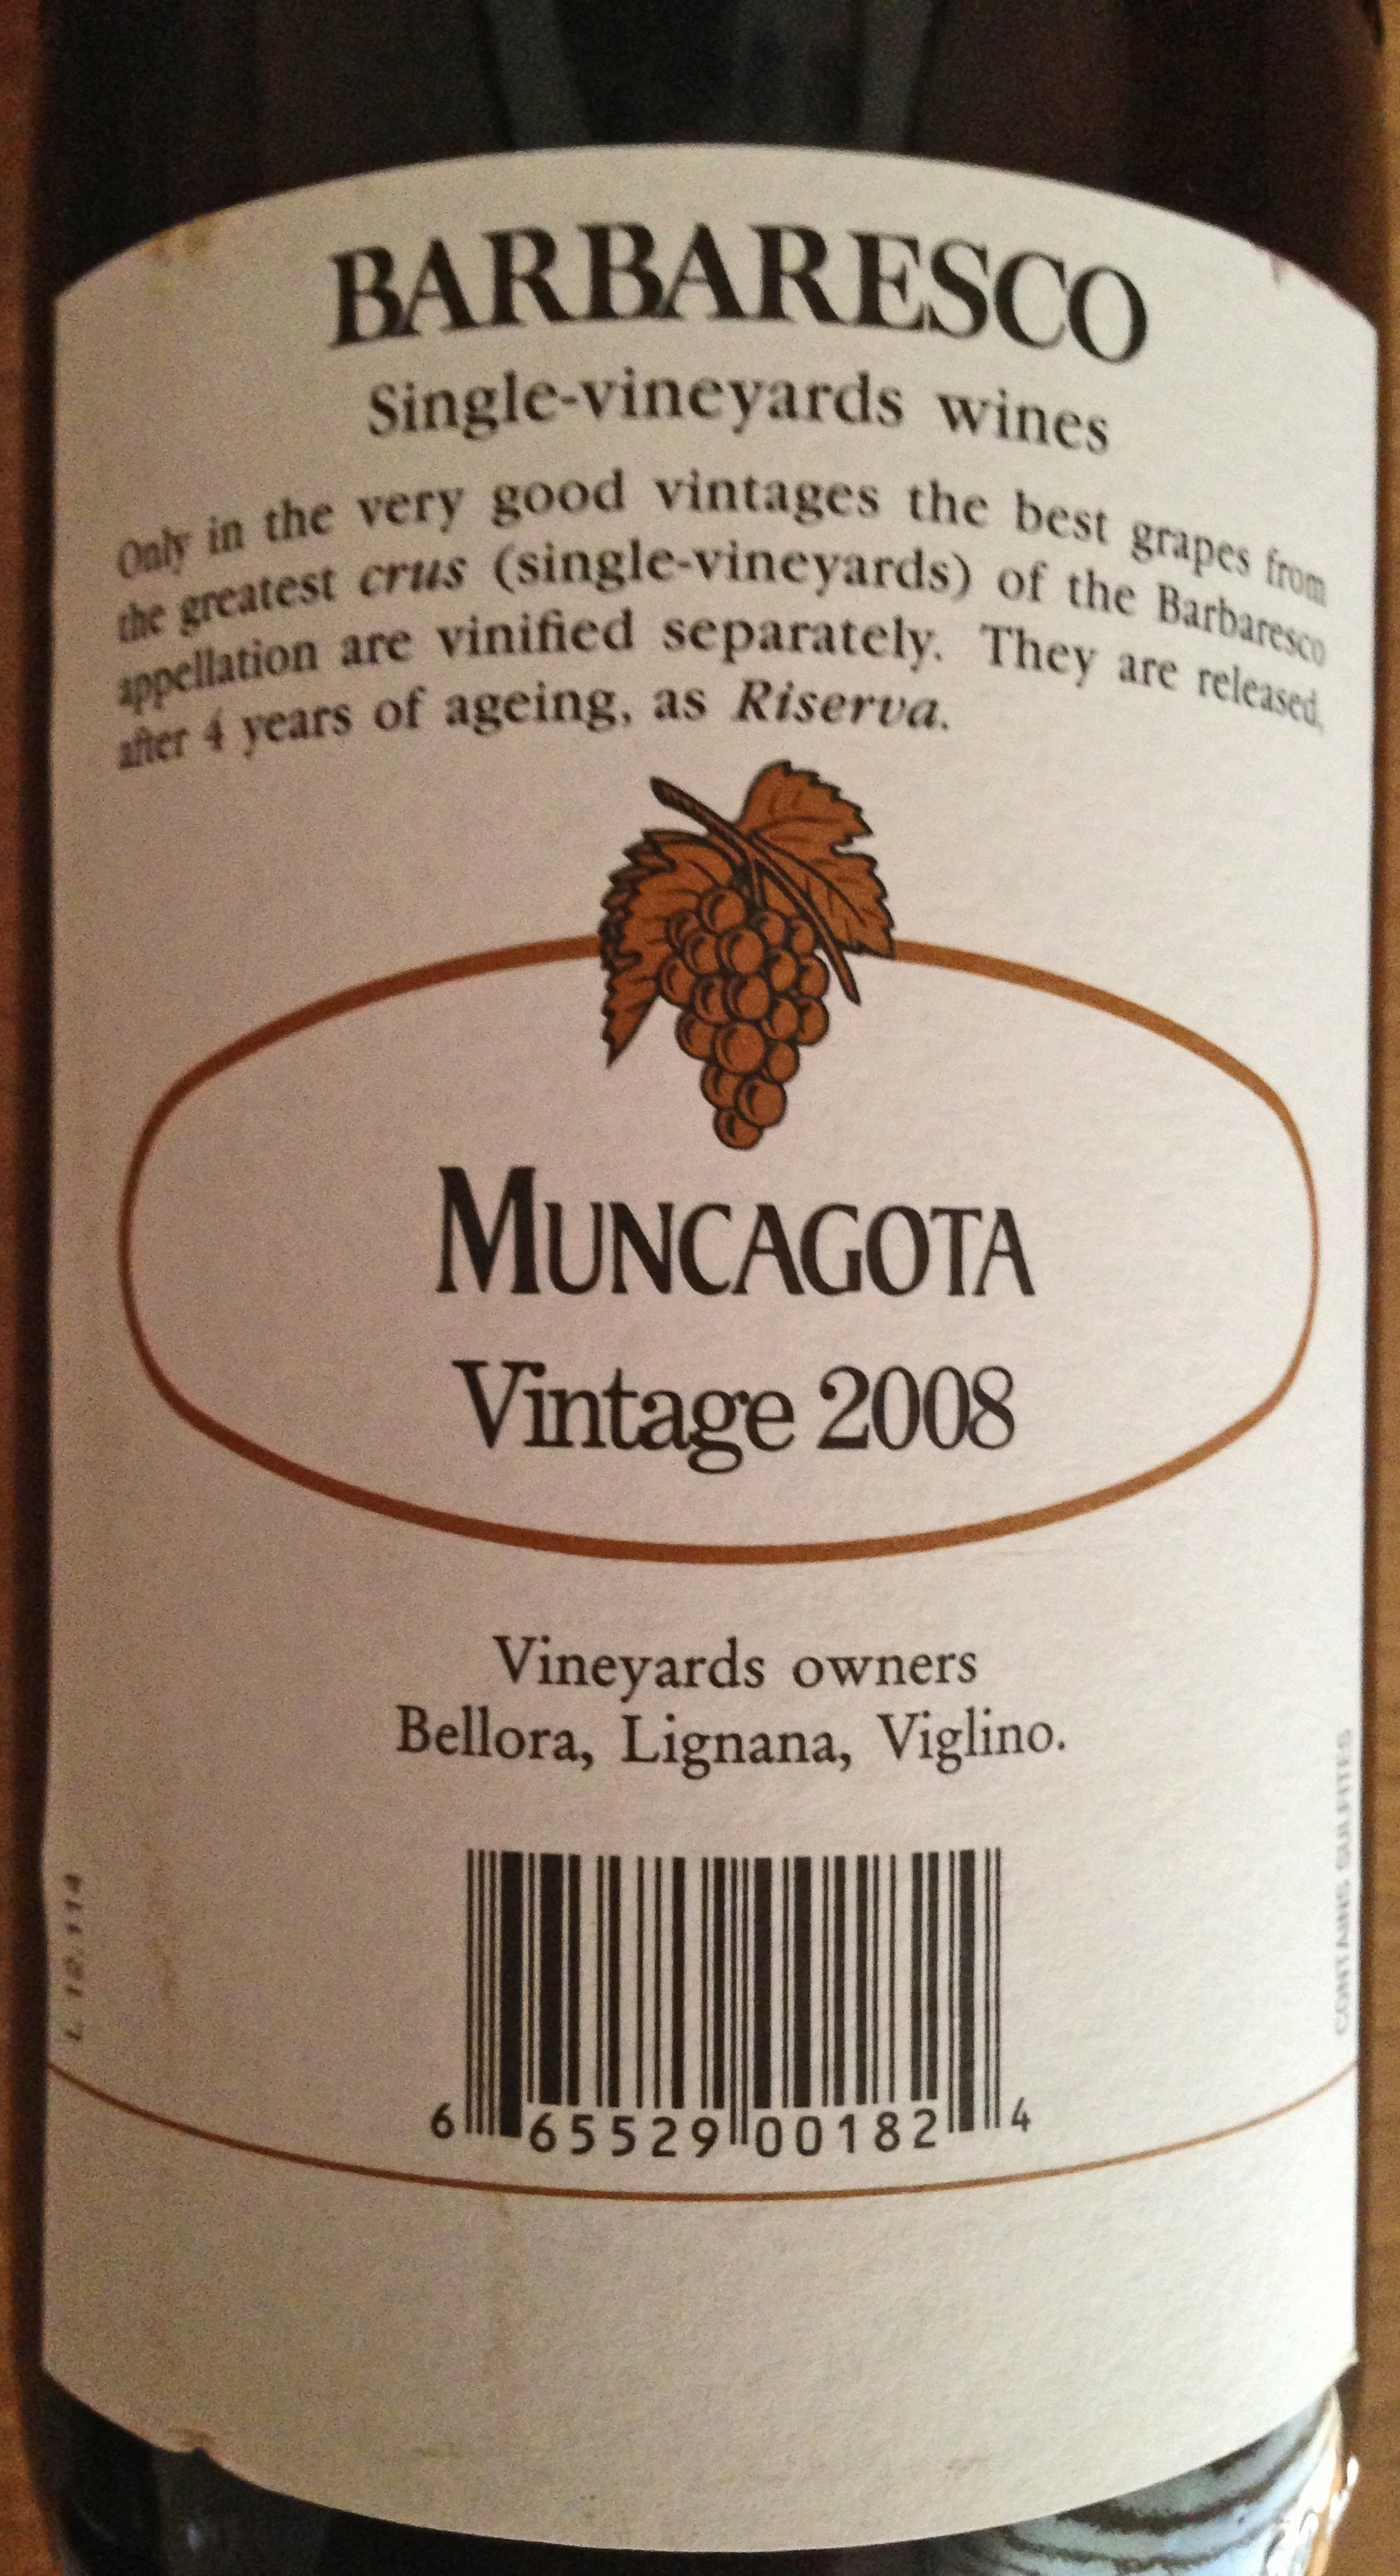 BARBARESCO
Single-vineyards wines
Only in the very good vintages the best grapes from
the greatest crus (single-vineyards) of the Barbaresco
appellation are vinified separately. They are released,
after 4 years of ageing, as Riserva.
MUNCAGOTA
Vintage 2008
Vineyards owners
Bellora, Lignana, Viglino.
L 10.114
CONTAINS SULFITES
6 65529 00182 4